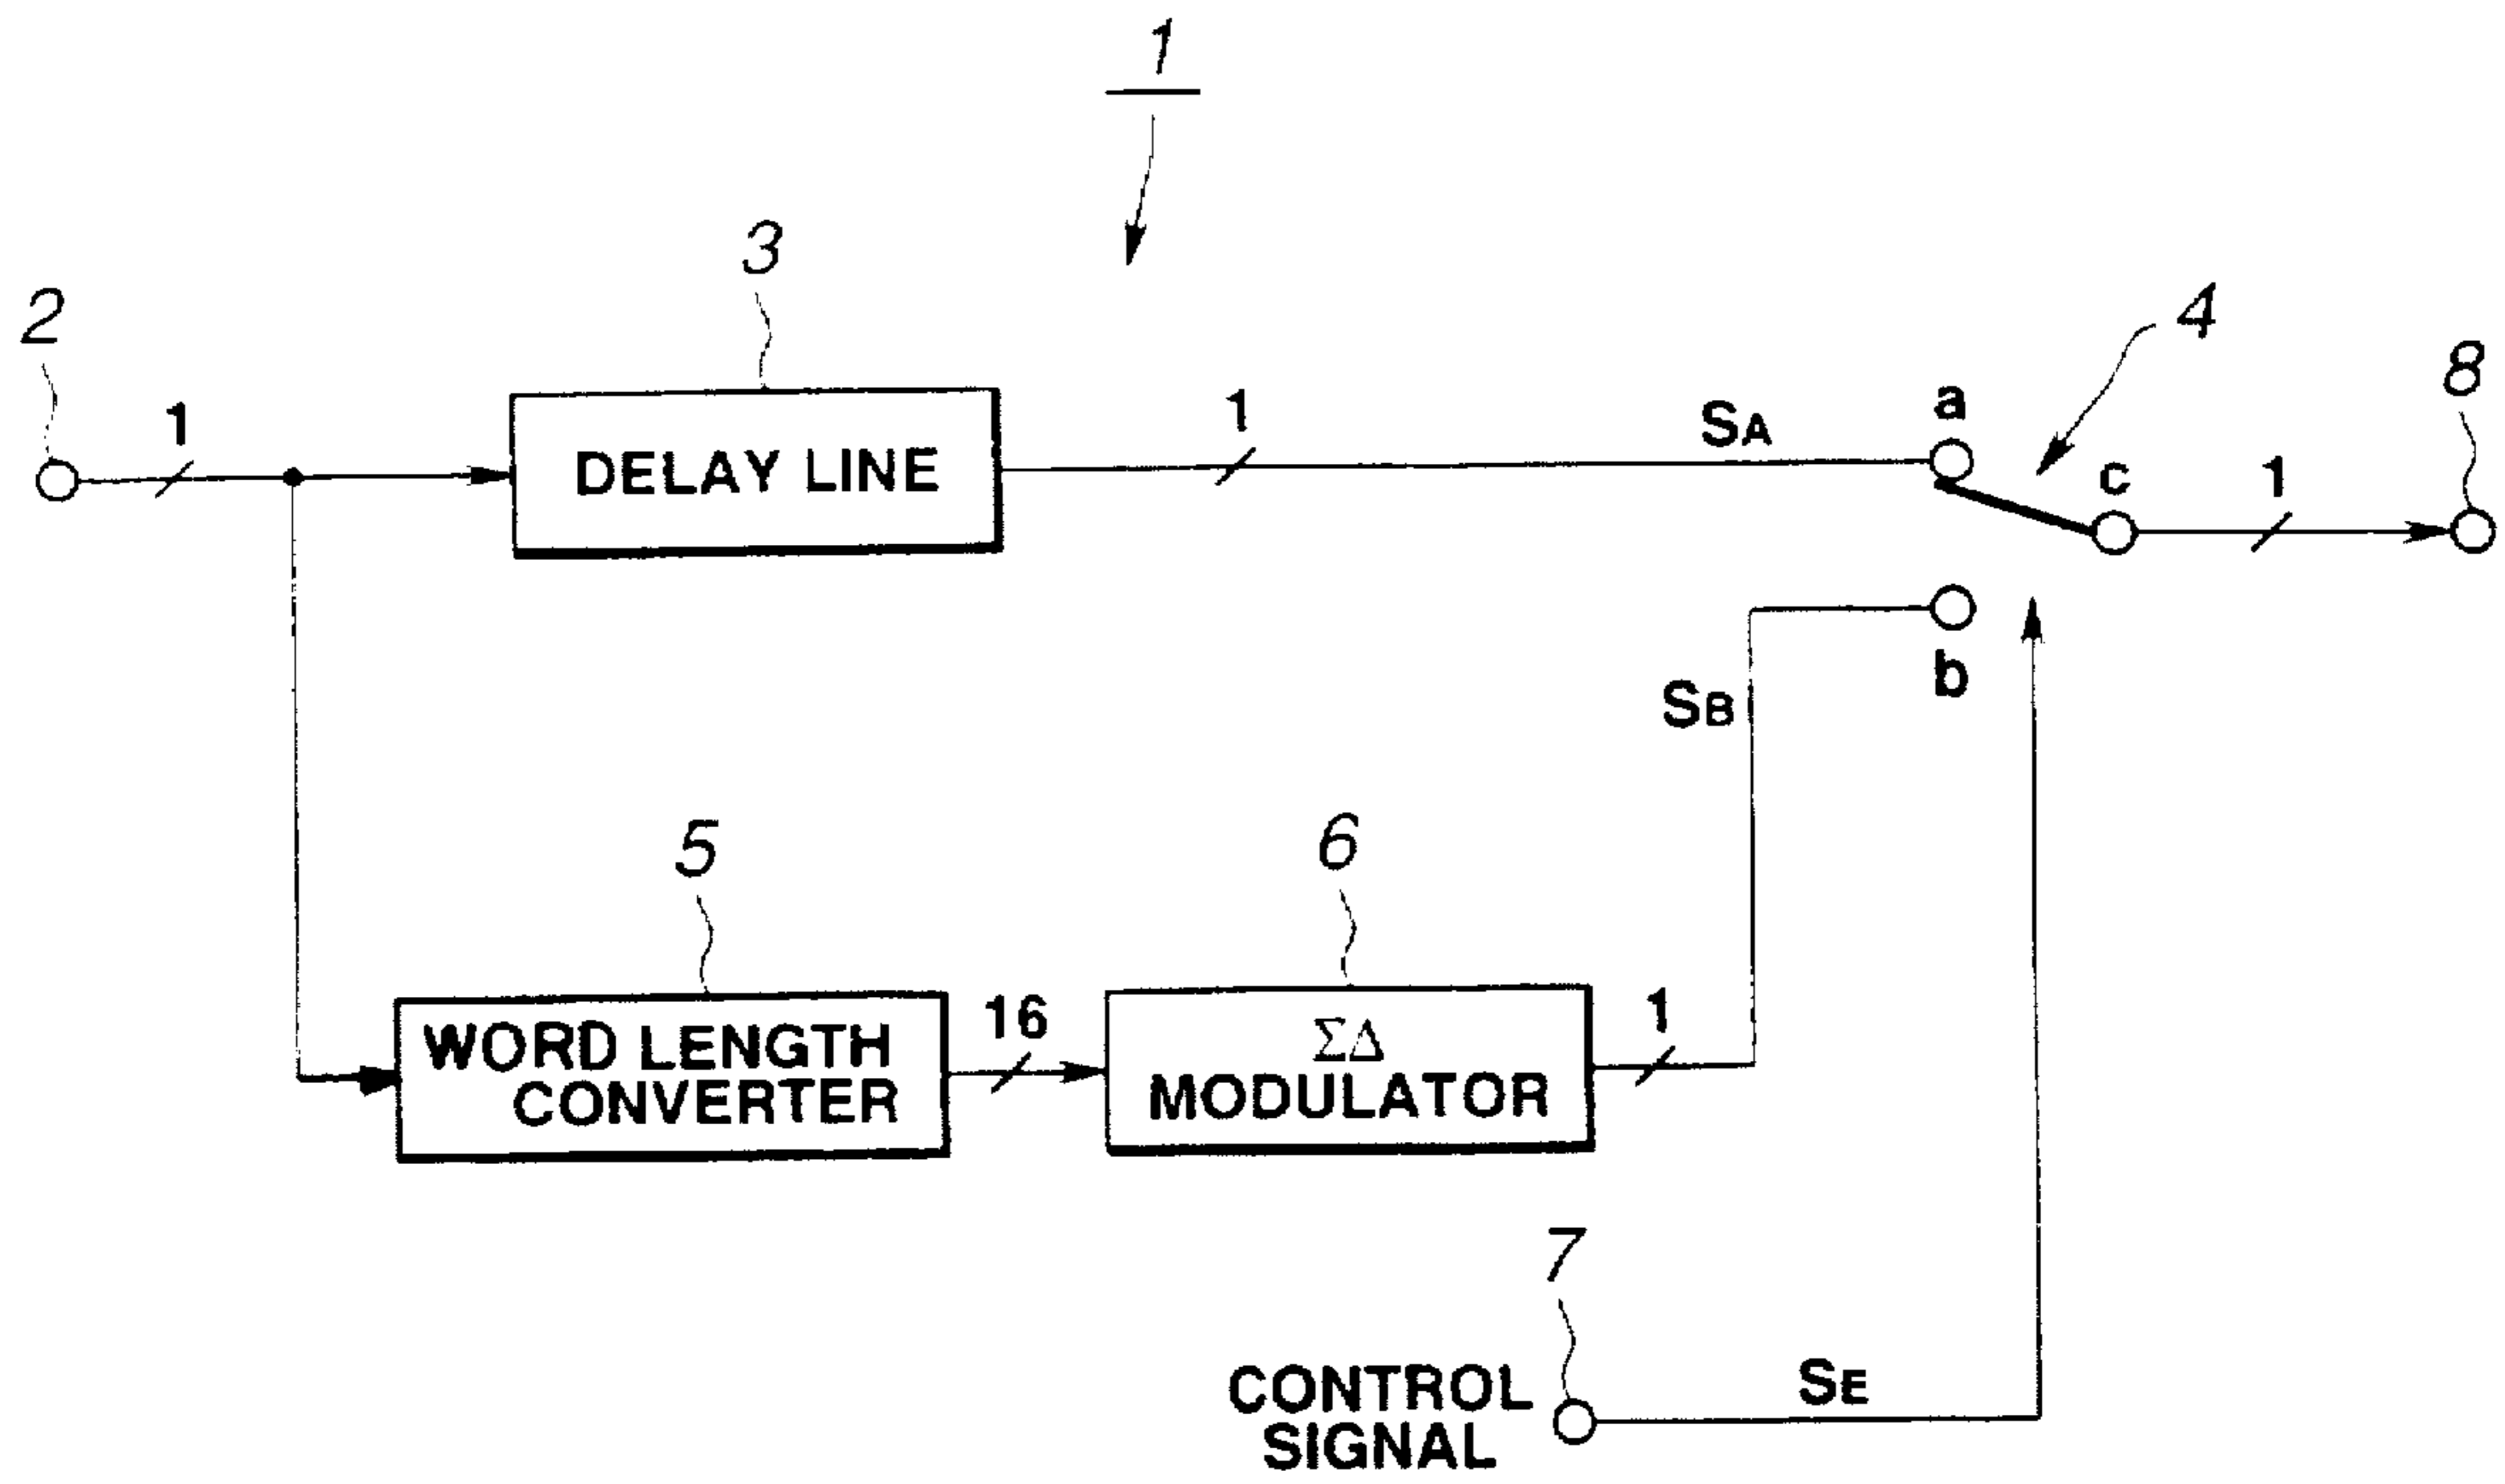 1
3
2
4
8
1
DELAY LINE
1
SA
a
c
1
b
SB
5
6
WORD LENGTH
CONVERTER
16
ΣΔ
MODULATOR
1
7
CONTROL
SIGNAL
SE